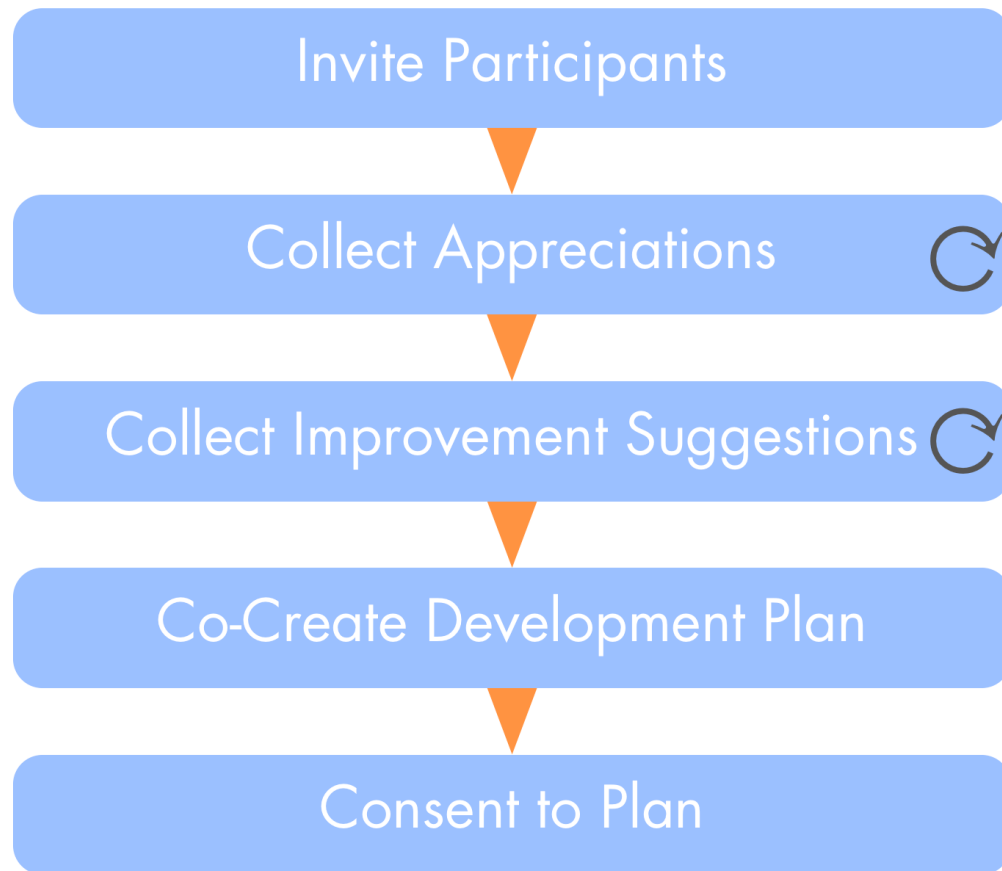 Invite Participants
Collect Appreciations
Collect Improvement Suggestions
Co-Create Development Plan
Consent to Plan